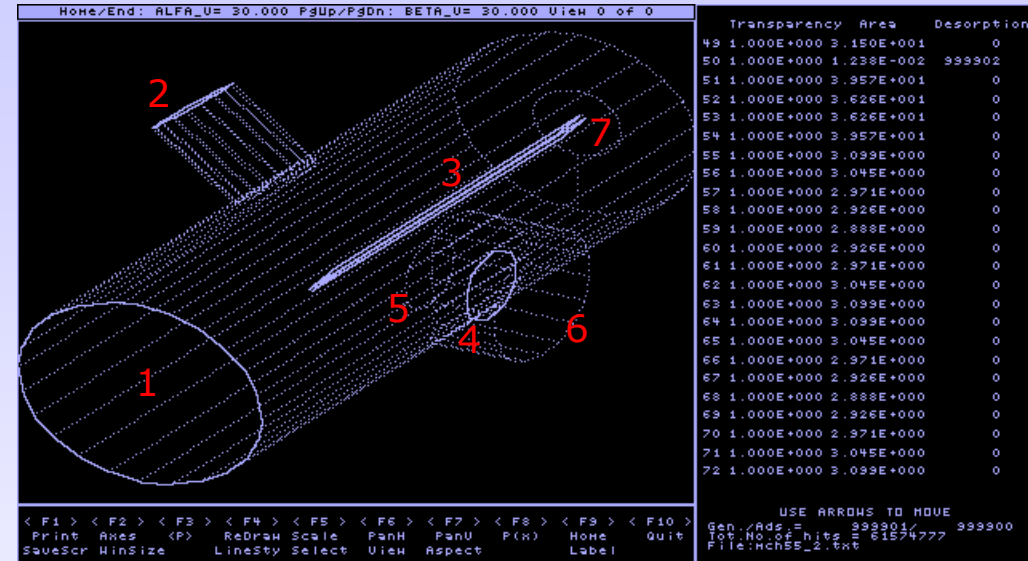 Home/End: ALFA_V= 30.000 PgUp/PgDn: BETA_V= 30.000 View 0 of 0
1
2
3
4
5
6
7
Transparency Area Desorption
49 1.000E+000 3.150E+001 0
50 1.000E+000 1.238E-002 999902
51 1.000E+000 3.957E+001 0
52 1.000E+000 3.626E+001 0
53 1.000E+000 3.626E+001 0
54 1.000E+000 3.957E+001 0
55 1.000E+000 3.099E+000 0
56 1.000E+000 3.045E+000 0
57 1.000E+000 2.971E+000 0
58 1.000E+000 2.926E+000 0
59 1.000E+000 2.888E+000 0
60 1.000E+000 2.926E+000 0
61 1.000E+000 2.971E+000 0
62 1.000E+000 3.045E+000 0
63 1.000E+000 3.099E+000 0
64 1.000E+000 3.099E+000 0
65 1.000E+000 3.045E+000 0
66 1.000E+000 2.971E+000 0
67 1.000E+000 2.926E+000 0
68 1.000E+000 2.888E+000 0
69 1.000E+000 2.926E+000 0
70 1.000E+000 2.971E+000 0
71 1.000E+000 3.045E+000 0
72 1.000E+000 3.099E+000 0
USE ARROWS TO MOVE
Gen./Ads.= 999901/ 999900
Tot.No.of hits = 61574777
File:Mch55_2.txt
< F1 > < F2 > < F3 > < F4 > < F5 > < F6 > < F7 > < F8 > < F9 > < F10 >
Print Axes <P> ReDraw Scale PanH PanV P(x) Home Quit
SaveScr WinSize LineSty Select View Aspect Label